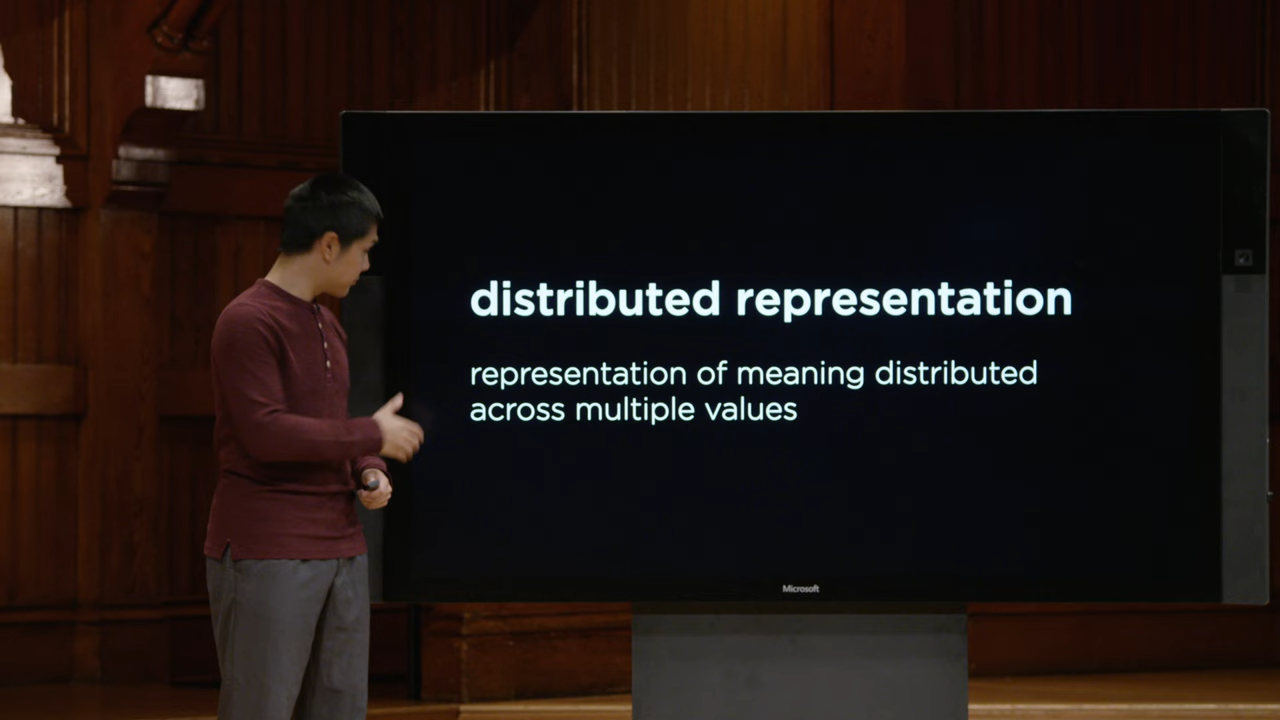 distributed representation
representation of meaning distributed
across multiple values
Microsoft